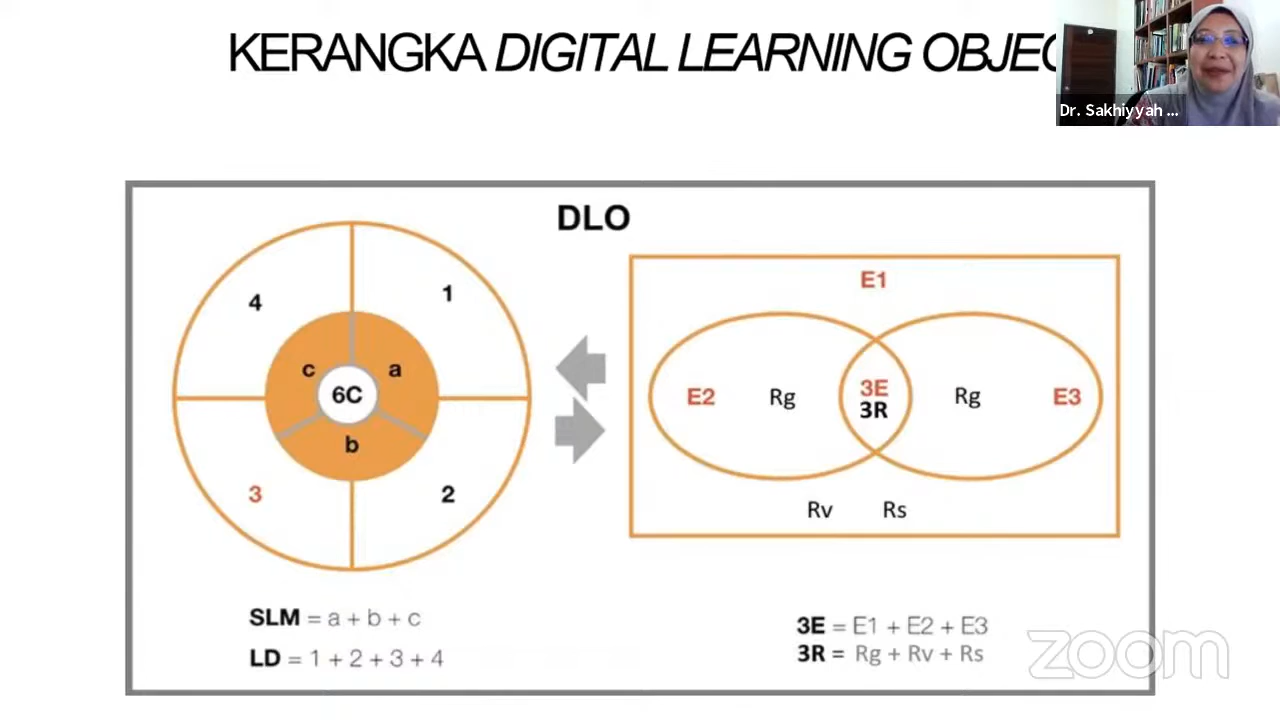 KERANGKA DIGITAL LEARNING OBJEC
Dr. Sakhiyyah ...
DLO
4
1
c
a
6C
b
3
2
E1
E2
Rg
3E
3R
Rg
E3
Rv Rs
SLM = a + b + c
LD = 1 + 2 + 3 + 4
3E = E1 + E2 + E3
3R = Rg + Rv + Rs
zoom